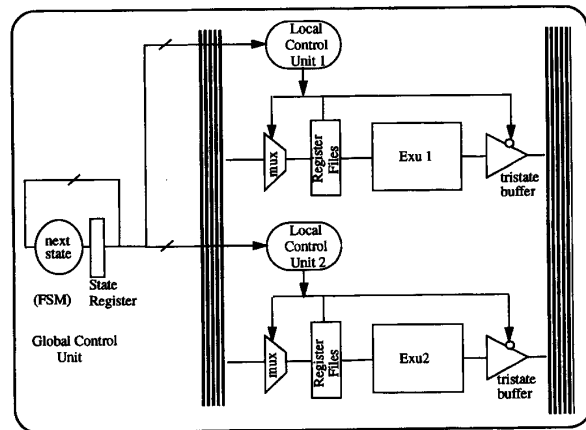 Local
Control
Unit 1
mux
Register
Files
Exu 1
tristate
buffer
next
state
(FSM)
State
Register
Global Control
Unit
Local
Control
Unit 2
mux
Register
Files
Exu2
tristate
buffer